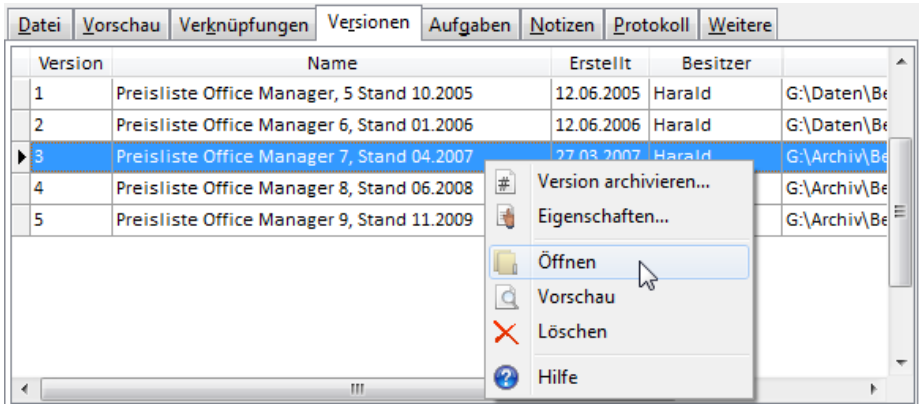 Datei Vorschau Verknüpfungen Versionen Aufgaben Notizen Protokoll Weitere
Version Name Erstellt Besitzer
1 Preisliste Office Manager, 5 Stand 10.2005 12.06.2005 Harald G:\Daten\Be
2 Preisliste Office Manager 6, Stand 01.2006 12.06.2006 Harald G:\Daten\Be
3 Preisliste Office Manager 7, Stand 04.2007 27.03.2007 Harald G:\Archiv\Be
4 Preisliste Office Manager 8, Stand 06.2008 G:\Archiv\Be
5 Preisliste Office Manager 9, Stand 11.2009 G:\Archiv\Be
Version archivieren...
Eigenschaften...
Öffnen
Vorschau
Löschen
Hilfe